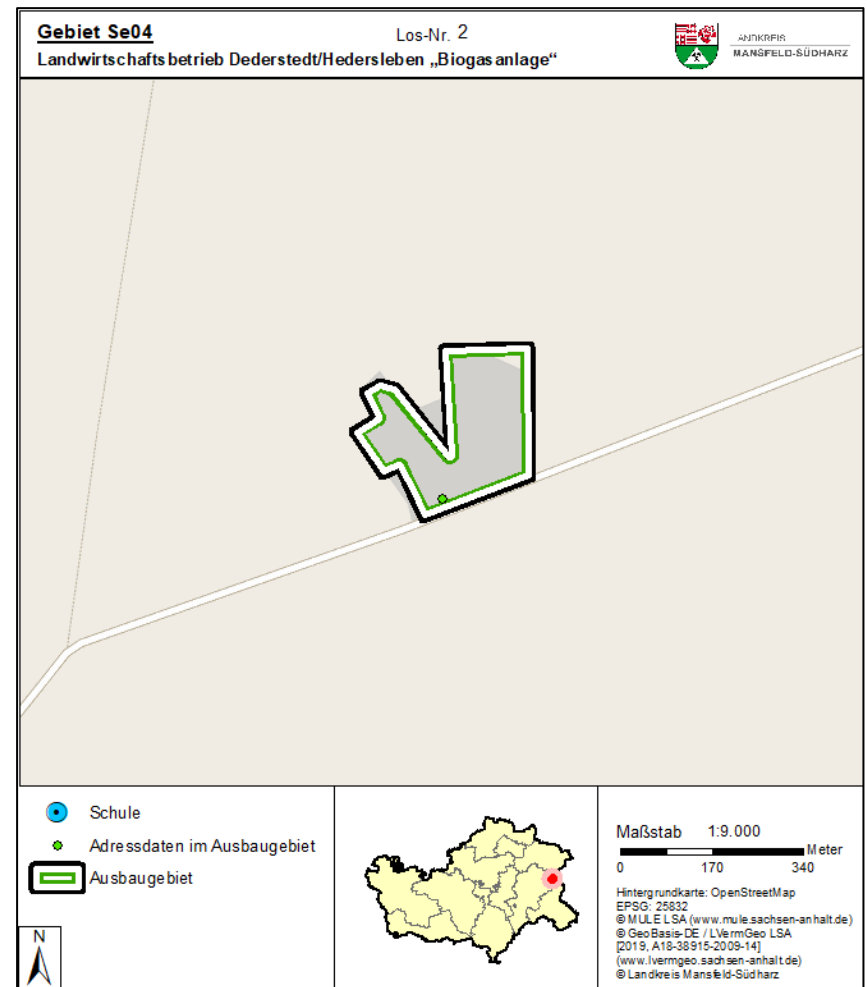 Gebiet Se04
Los-Nr. 2
Landwirtschaftsbetrieb Dederstedt/Hedersleben „Biogasanlage“
LANDKREIS
MANSFELD-SÜDHARZ
Schule
Adressdaten im Ausbaugebiet
Ausbaugebiet
N
Maßstab 1:9.000
Meter
0 170 340
Hintergrundkarte: OpenStreetMap
EPSG: 25832
© MULE LSA (www.mule.sachsen-anhalt.de)
© GeoBasis-DE / LVermGeo LSA
[2019, A18-38915-2009-14]
(www.lvermgeo.sachsen-anhalt.de)
© Landkreis Mansfeld-Südharz